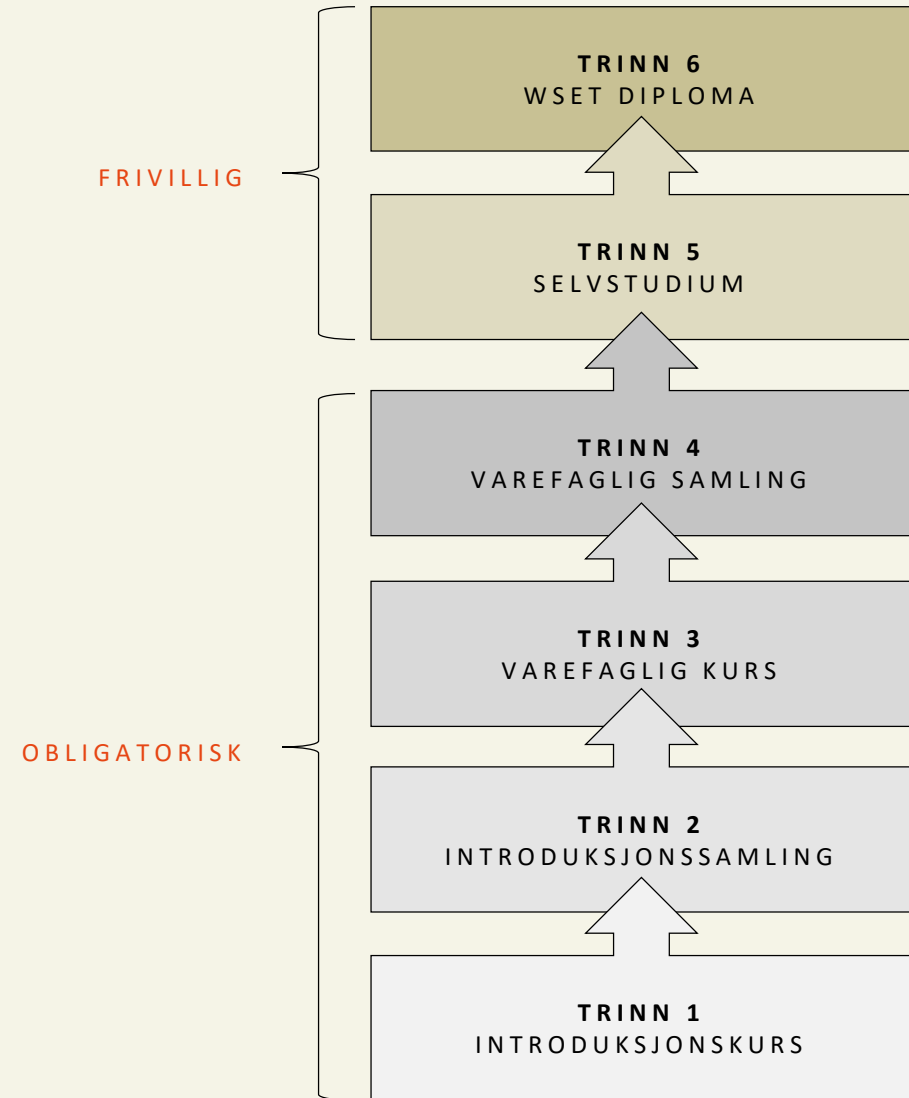 TRINN 6
WSET DIPLOMA
FRIVILLIG
TRINN 5
SELVSTUDIUM
TRINN 4
VAREFAGLIG SAMLING
TRINN 3
VAREFAGLIG KURS
OBLIGATORISK
TRINN 2
INTRODUKSJONSSAMLING
TRINN 1
INTRODUKSJONSKURS